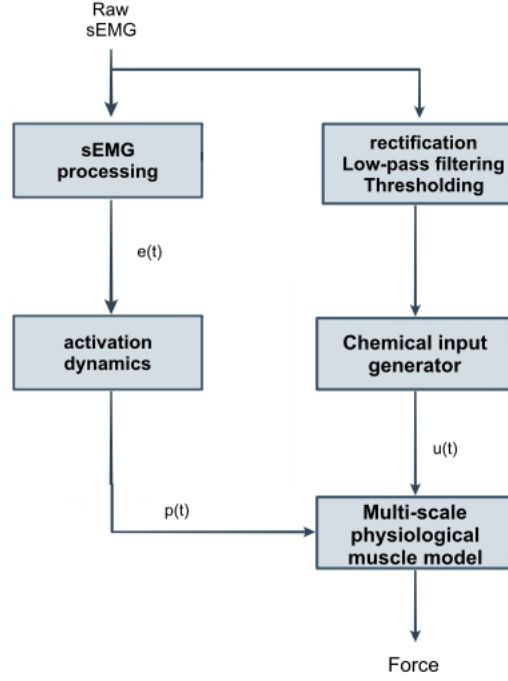 Raw
sEMG
sEMG
processing
rectification
Low-pass filtering
Thresholding
e(t)
activation
dynamics
Chemical input
generator
u(t)
p(t)
Multi-scale
physiological
muscle model
Force